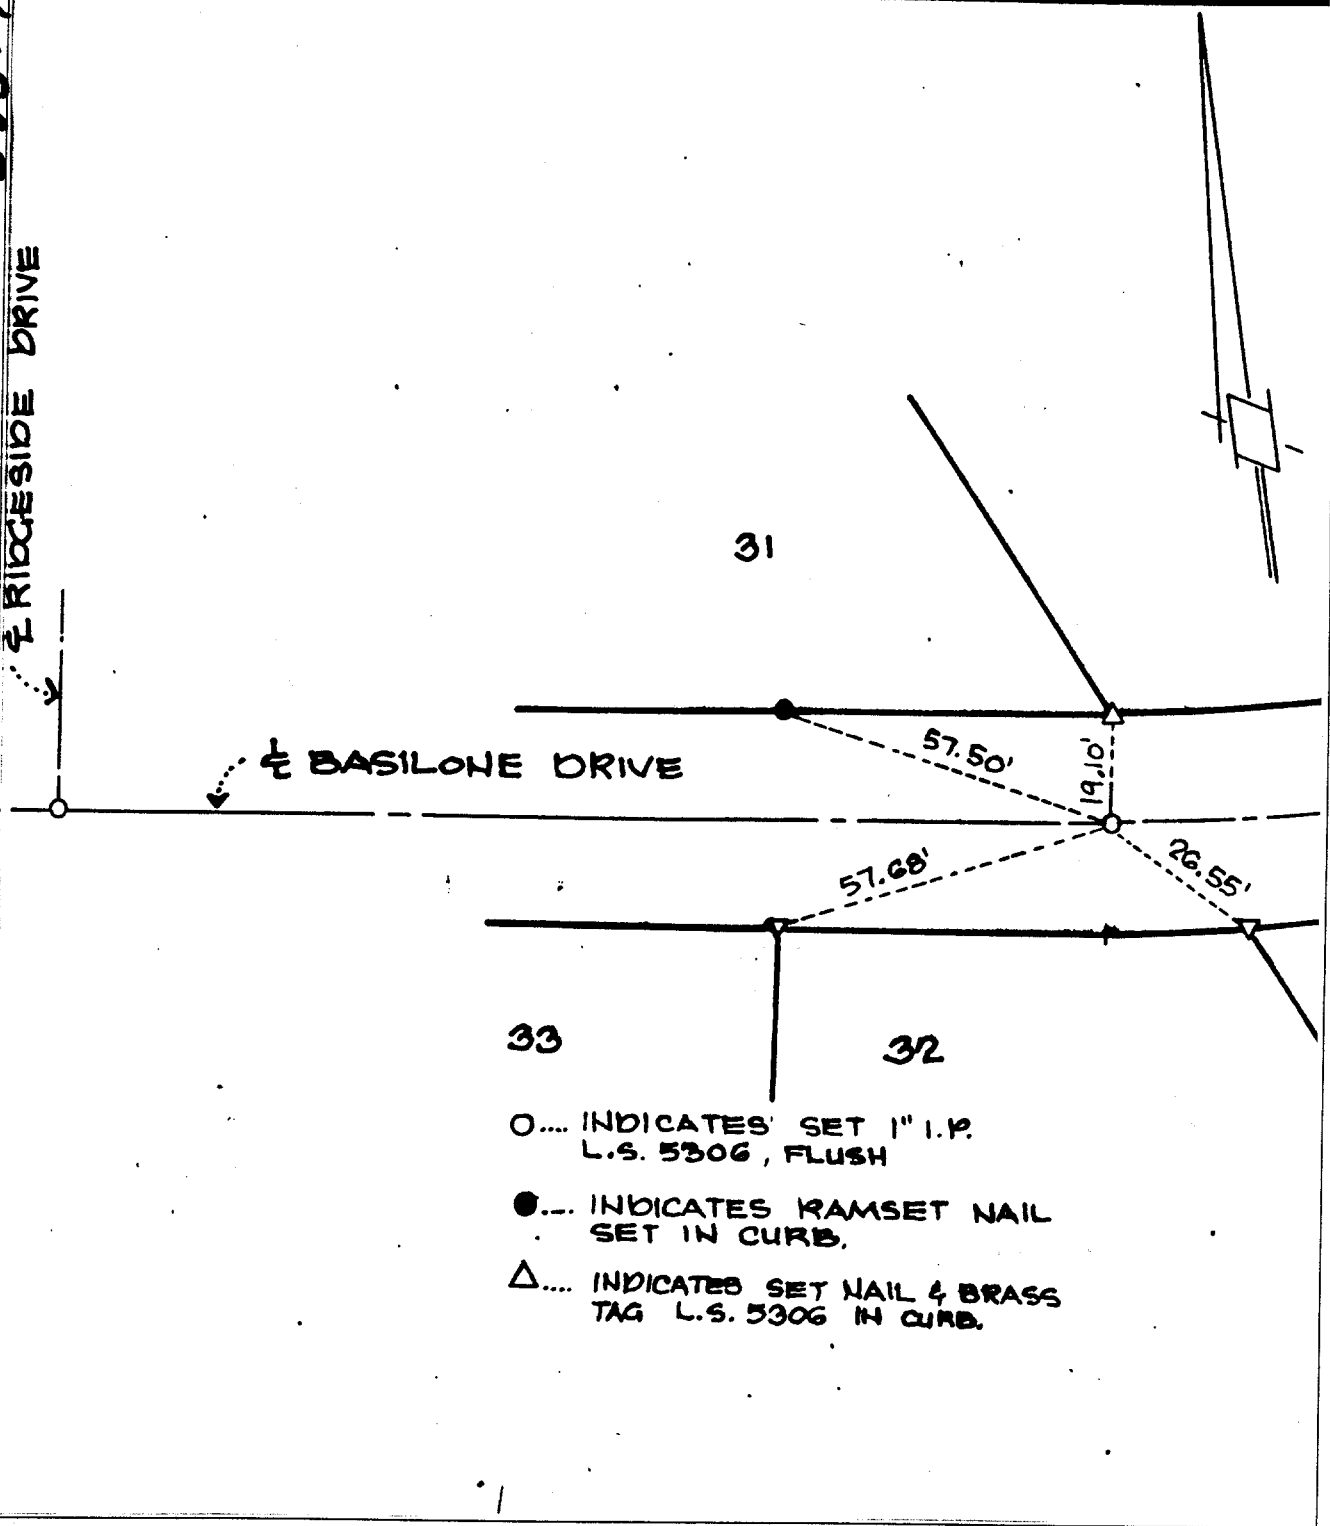 ℄ RIDGESIDE DRIVE
31
57.50'
19.10'
℄ BASILONE DRIVE
57.68'
26.55'
33
32
O.... INDICATES SET 1" I.P.
L.S. 5306, FLUSH
●.... INDICATES RAMSET NAIL
SET IN CURB.
△.... INDICATES SET NAIL & BRASS
TAG L.S. 5306 IN CURB.